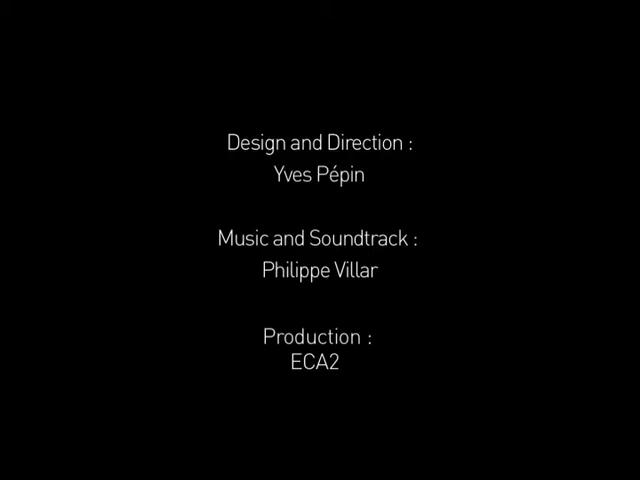 Design and Direction :
Yves Pépin
Music and Soundtrack :
Philippe Villar
Production :
ECA2